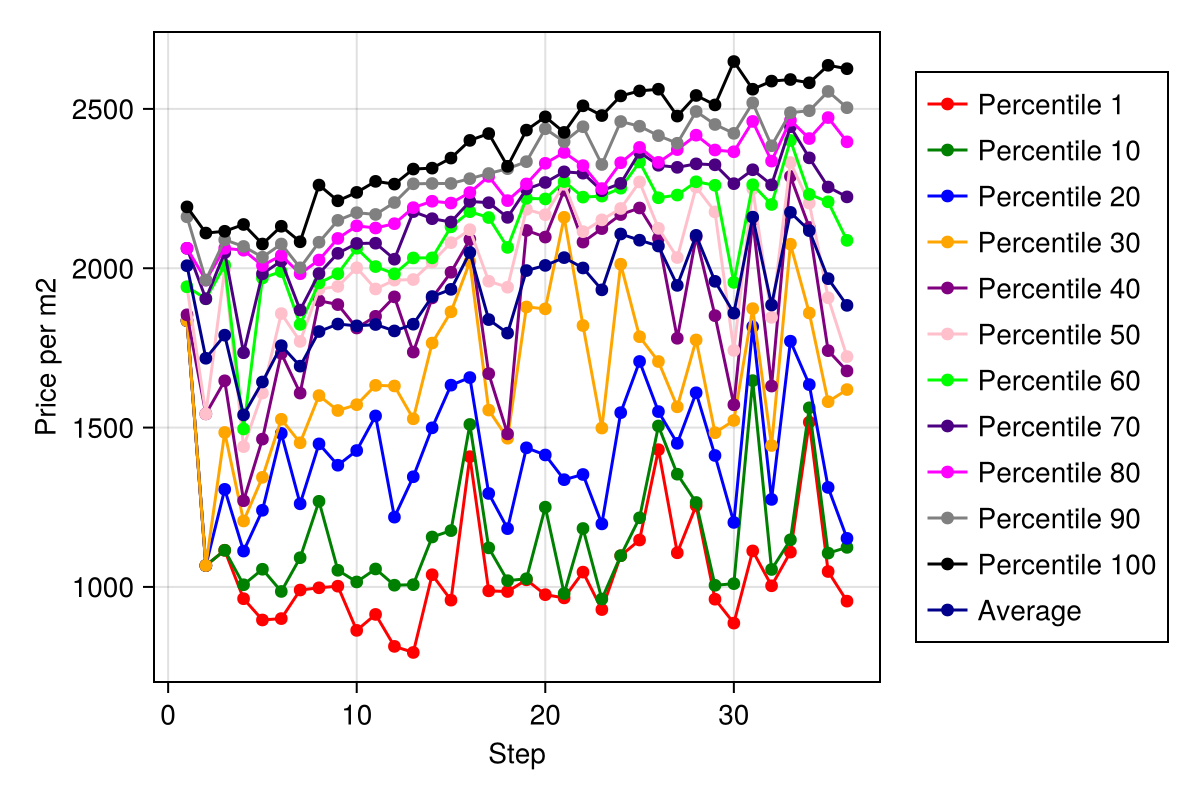 2500
2000
1500
1000
Price per m2
0 10 20 30
Step
Percentile 1
Percentile 10
Percentile 20
Percentile 30
Percentile 40
Percentile 50
Percentile 60
Percentile 70
Percentile 80
Percentile 90
Percentile 100
Average